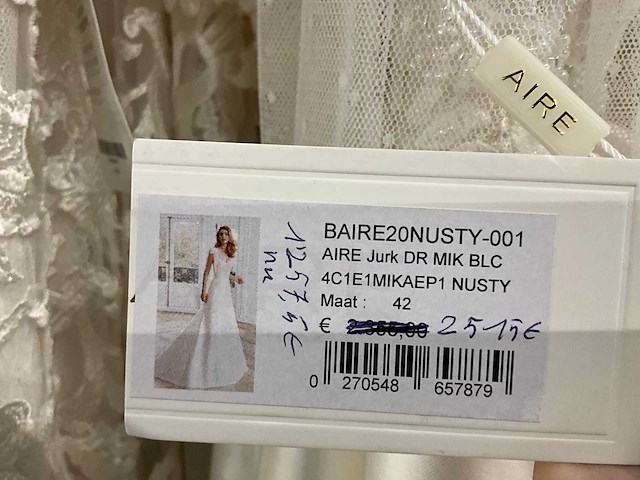 AIRE
BAIRE20NUSTY-001
AIRE Jurk DR MIK BLC
4C1E1MIKAEP1 NUSTY
Maat : 42
€ 2515€
0 270548 657879
nu
1257,5€